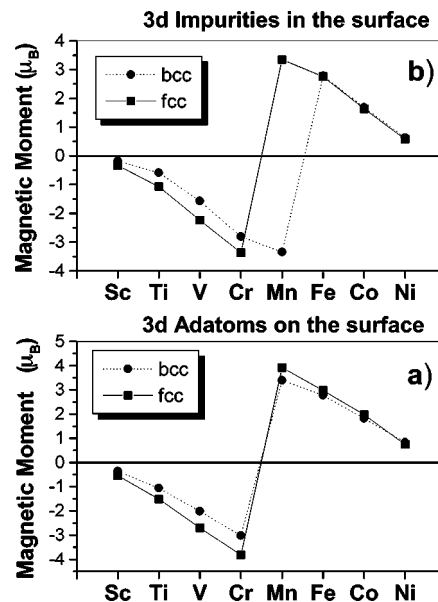 3d Impurities in the surface
Magnetic Moment (μB)
4
3
2
1
0
-1
-2
-3
-4
bcc
fcc
b)
Sc Ti V Cr Mn Fe Co Ni
3d Adatoms on the surface
Magnetic Moment (μB)
5
4
3
2
1
0
-1
-2
-3
-4
bcc
fcc
a)
Sc Ti V Cr Mn Fe Co Ni